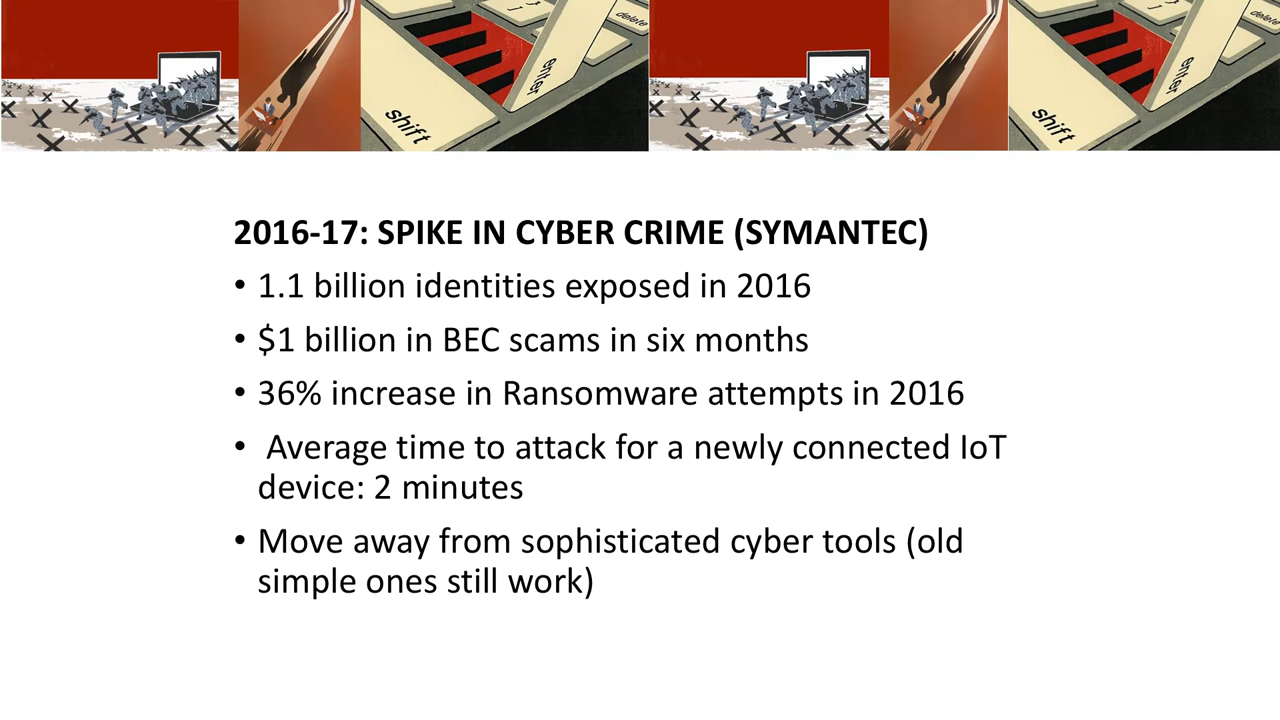 shift
enter
delete
shift
enter
delete
2016-17: SPIKE IN CYBER CRIME (SYMANTEC)
• 1.1 billion identities exposed in 2016
• $1 billion in BEC scams in six months
• 36% increase in Ransomware attempts in 2016
• Average time to attack for a newly connected IoT
device: 2 minutes
• Move away from sophisticated cyber tools (old
simple ones still work)